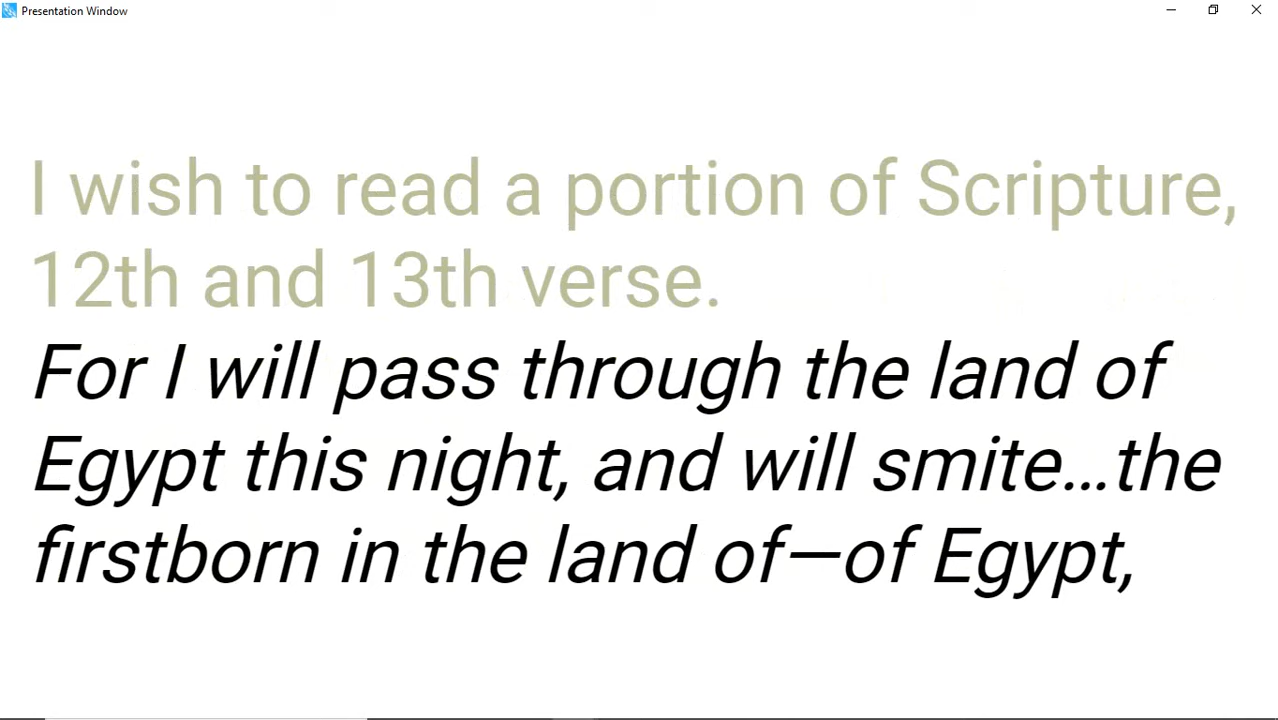 Presentation Window
I wish to read a portion of Scripture,
12th and 13th verse.
For I will pass through the land of
Egypt this night, and will smite...the
firstborn in the land of—of Egypt,